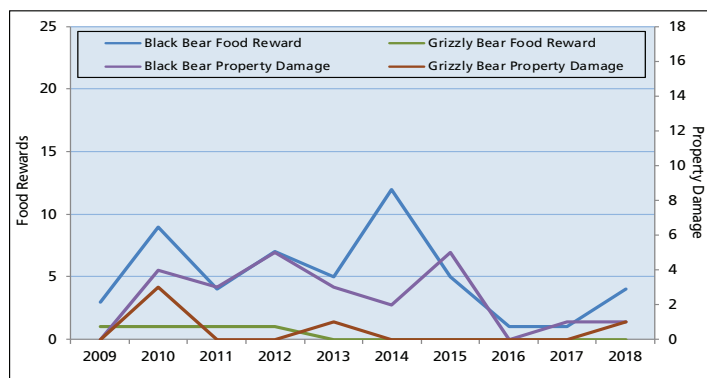 25
20
15
10
5
0
Food Rewards
Black Bear Food Reward
Grizzly Bear Food Reward
Black Bear Property Damage
Grizzly Bear Property Damage
18
16
14
12
10
8
6
4
2
0
Property Damage
2009 2010 2011 2012 2013 2014 2015 2016 2017 2018